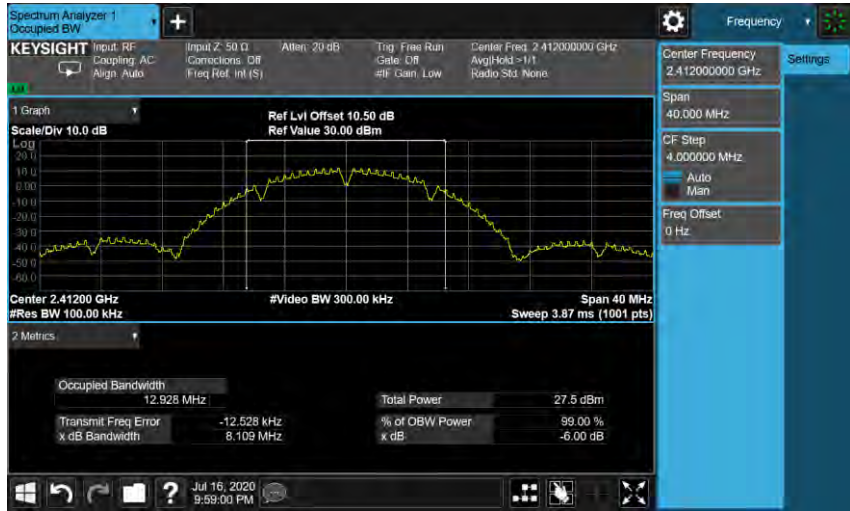 Spectrum Analyzer 1
Occupied BW
Frequency
KEYSIGHT
Input: RF
Coupling: AC
Align: Auto
Input Z: 50 Ω
Corrections: Off
Freq Ref: Int (S)
Atten: 20 dB
Trig: Free Run
Gate: Off
#IF Gain: Low
Center Freq: 2.412000000 GHz
Avg|Hold:>1/1
Radio Std: None
Center Frequency
2.412000000 GHz
Settings
Span
40.000 MHz
CF Step
4.000000 MHz
Auto
Man
Freq Offset
0 Hz
1 Graph
Scale/Div 10.0 dB
Ref Lvl Offset 10.50 dB
Ref Value 30.00 dBm
Log
20.0
10.0
0.00
-10.0
-20.0
-30.0
-40.0
-50.0
-60.0
Center 2.41200 GHz
#Video BW 300.00 kHz
Span 40 MHz
#Res BW 100.00 kHz
Sweep 3.87 ms (1001 pts)
2 Metrics
Occupied Bandwidth
12.928 MHz
Total Power 27.5 dBm
Transmit Freq Error -12.528 kHz
% of OBW Power 99.00 %
x dB Bandwidth 8.109 MHz
x dB -6.00 dB
?
Jul 16, 2020
9:59:00 PM